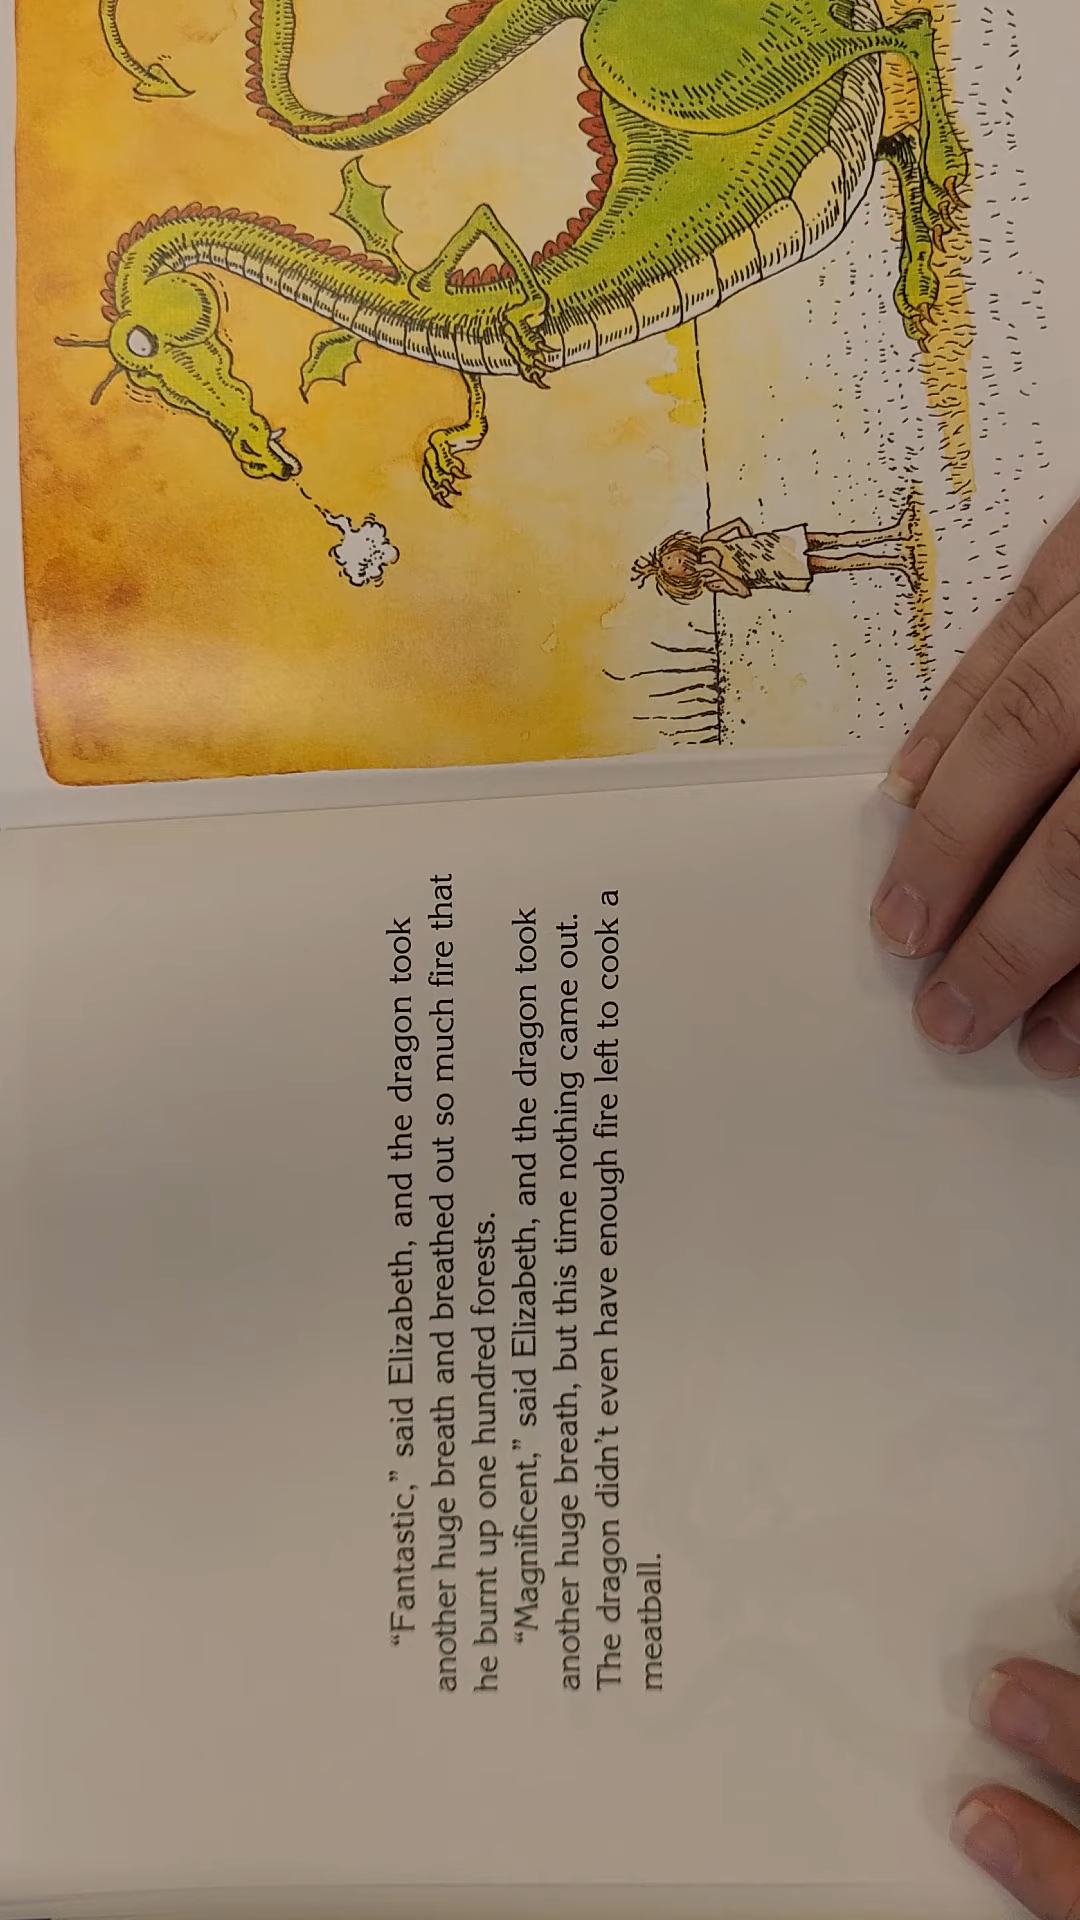 “Fantastic,” said Elizabeth, and the dragon took
another huge breath and breathed out so much fire that
he burnt up one hundred forests.
“Magnificent,” said Elizabeth, and the dragon took
another huge breath, but this time nothing came out.
The dragon didn’t even have enough fire left to cook a
meatball.